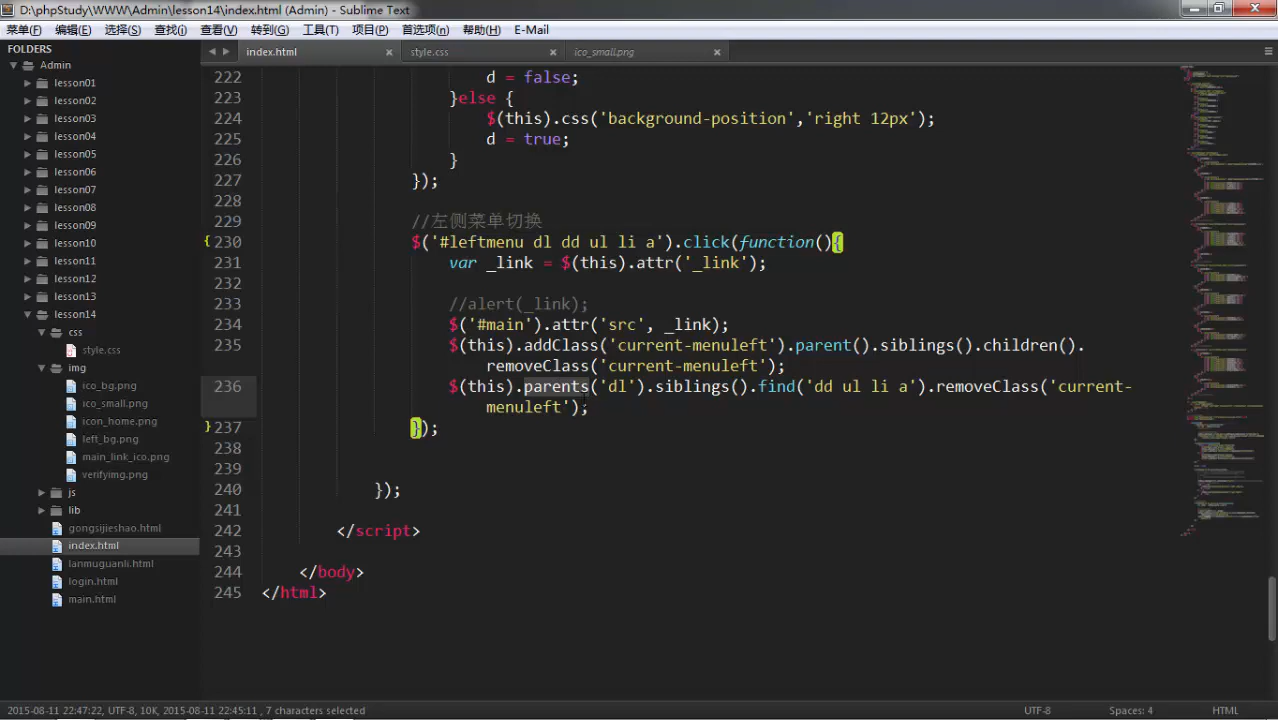 D:\phpStudy\WWW\Admin\lesson14\index.html (Admin) - Sublime Text
菜单(F) 编辑(E) 选择(S) 查找(I) 查看(V) 转到(G) 工具(T) 项目(P) 首选项(n) 帮助(H) E-Mail
FOLDERS
Admin
lesson01
lesson02
lesson03
lesson04
lesson05
lesson06
lesson07
lesson08
lesson09
lesson10
lesson11
lesson12
lesson13
lesson14
css
style.css
img
ico_bg.png
ico_small.png
icon_home.png
left_bg.png
main_link_ico.png
verifyimg.png
js
lib
gongsijieshao.html
index.html
lanmuguanli.html
login.html
main.html
index.html style.css ico_small.png
222 d = false;
223 }else {
224 $(this).css('background-position','right 12px');
225 d = true;
226 }
227 });
228
229 //左侧菜单切换
230 $('#leftmenu dl dd ul li a').click(function(){
231 var _link = $(this).attr('_link');
232
233 //alert(_link);
234 $('#main').attr('src', _link);
235 $(this).addClass('current-menuleft').parent().siblings().children().
removeClass('current-menuleft');
236 $(this).parents('dl').siblings().find('dd ul li a').removeClass('current-
menuleft');
237 });
238
239
240 });
241
242 </script>
243
244 </body>
245 </html>
2015-08-11 22:47:22, UTF-8, 10K, 2015-08-11 22:45:11 , 7 characters selected UTF-8 Spaces: 4 HTML